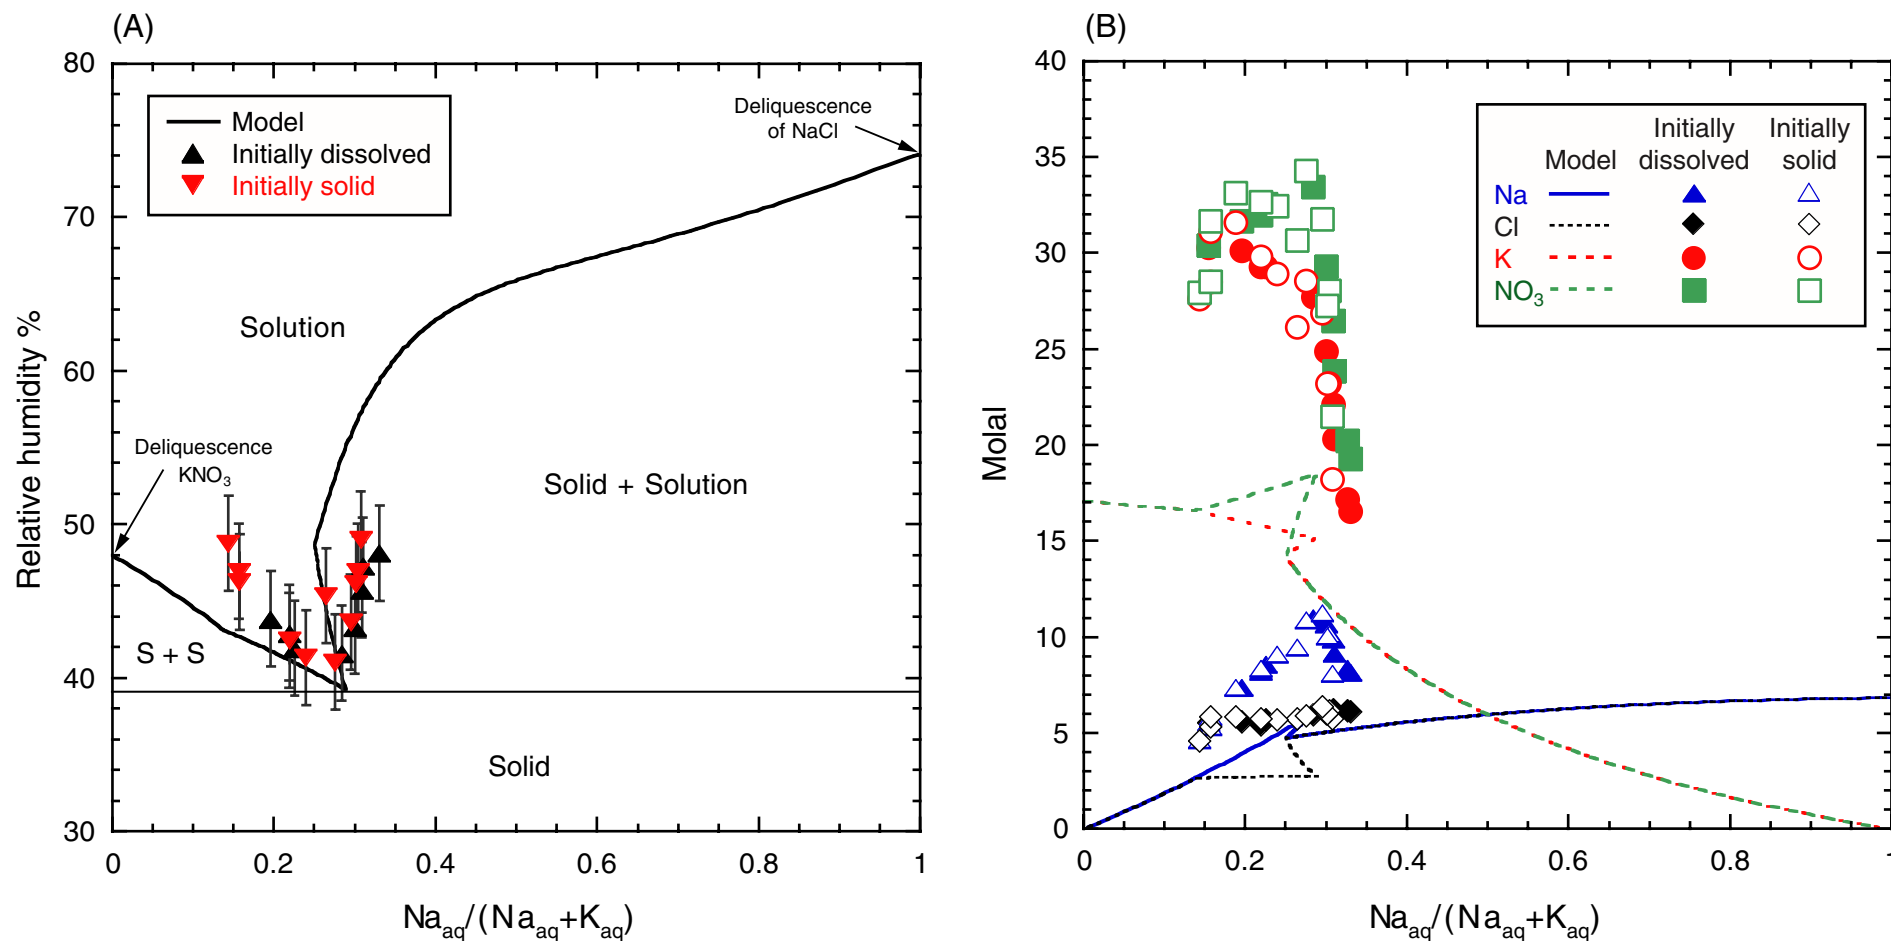 (A)
80
70
60
50
40
30
Relative humidity %
Model
Initially dissolved
Initially solid
Deliquescence
of NaCl
Solution
Deliquescence
KNO3
Solid + Solution
S + S
Solid
0
0.2
0.4
0.6
0.8
1
Naaq/(Naaq+Kaq)
(B)
40
35
30
25
20
15
10
5
0
Molal
Initially Initially
Model dissolved solid
Na
Cl
K
NO3
0
0.2
0.4
0.6
0.8
1
Naaq/(Naaq+Kaq)